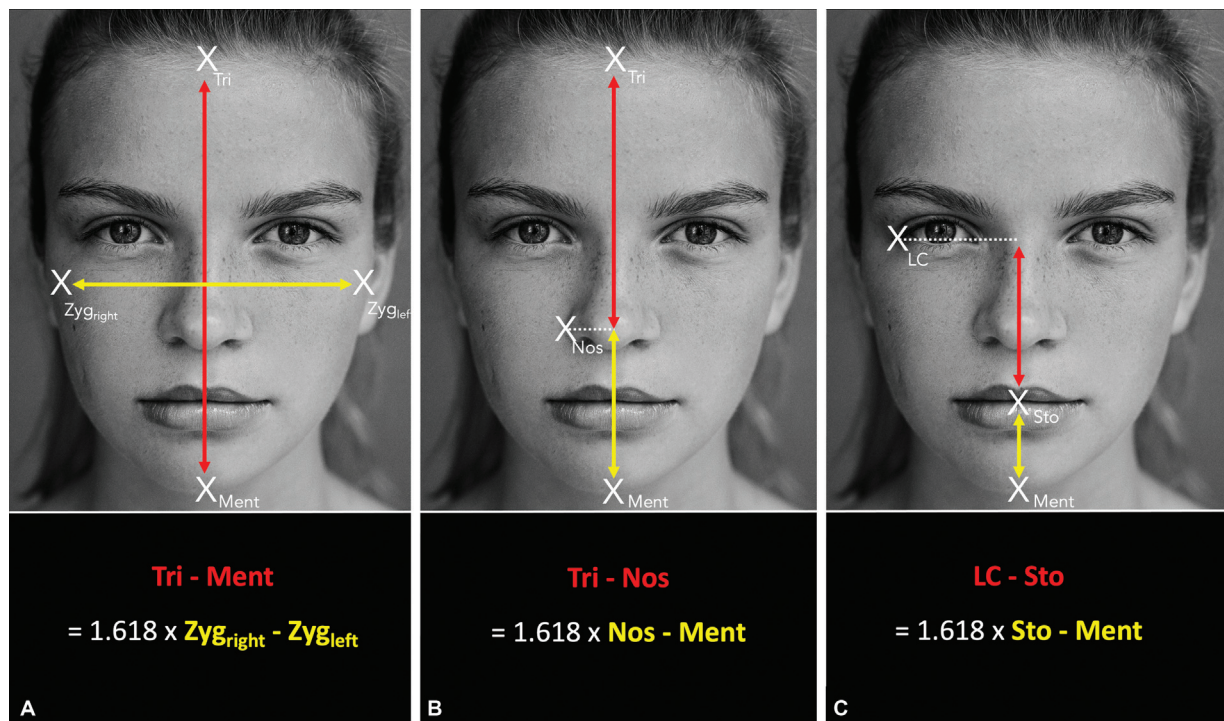 X Tri
X Zygright
X Zygleft
X Ment
Tri - Ment
= 1.618 x Zygright - Zygleft
A
X Tri
X Nos
X Ment
Tri - Nos
= 1.618 x Nos - Ment
B
X LC
X Sto
X Ment
LC - Sto
= 1.618 x Sto - Ment
C